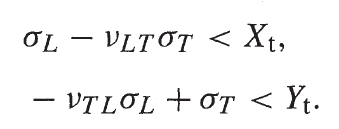 σ_L − ν_{LT}σ_T < X_t,
− ν_{TL}σ_L + σ_T < Y_t.